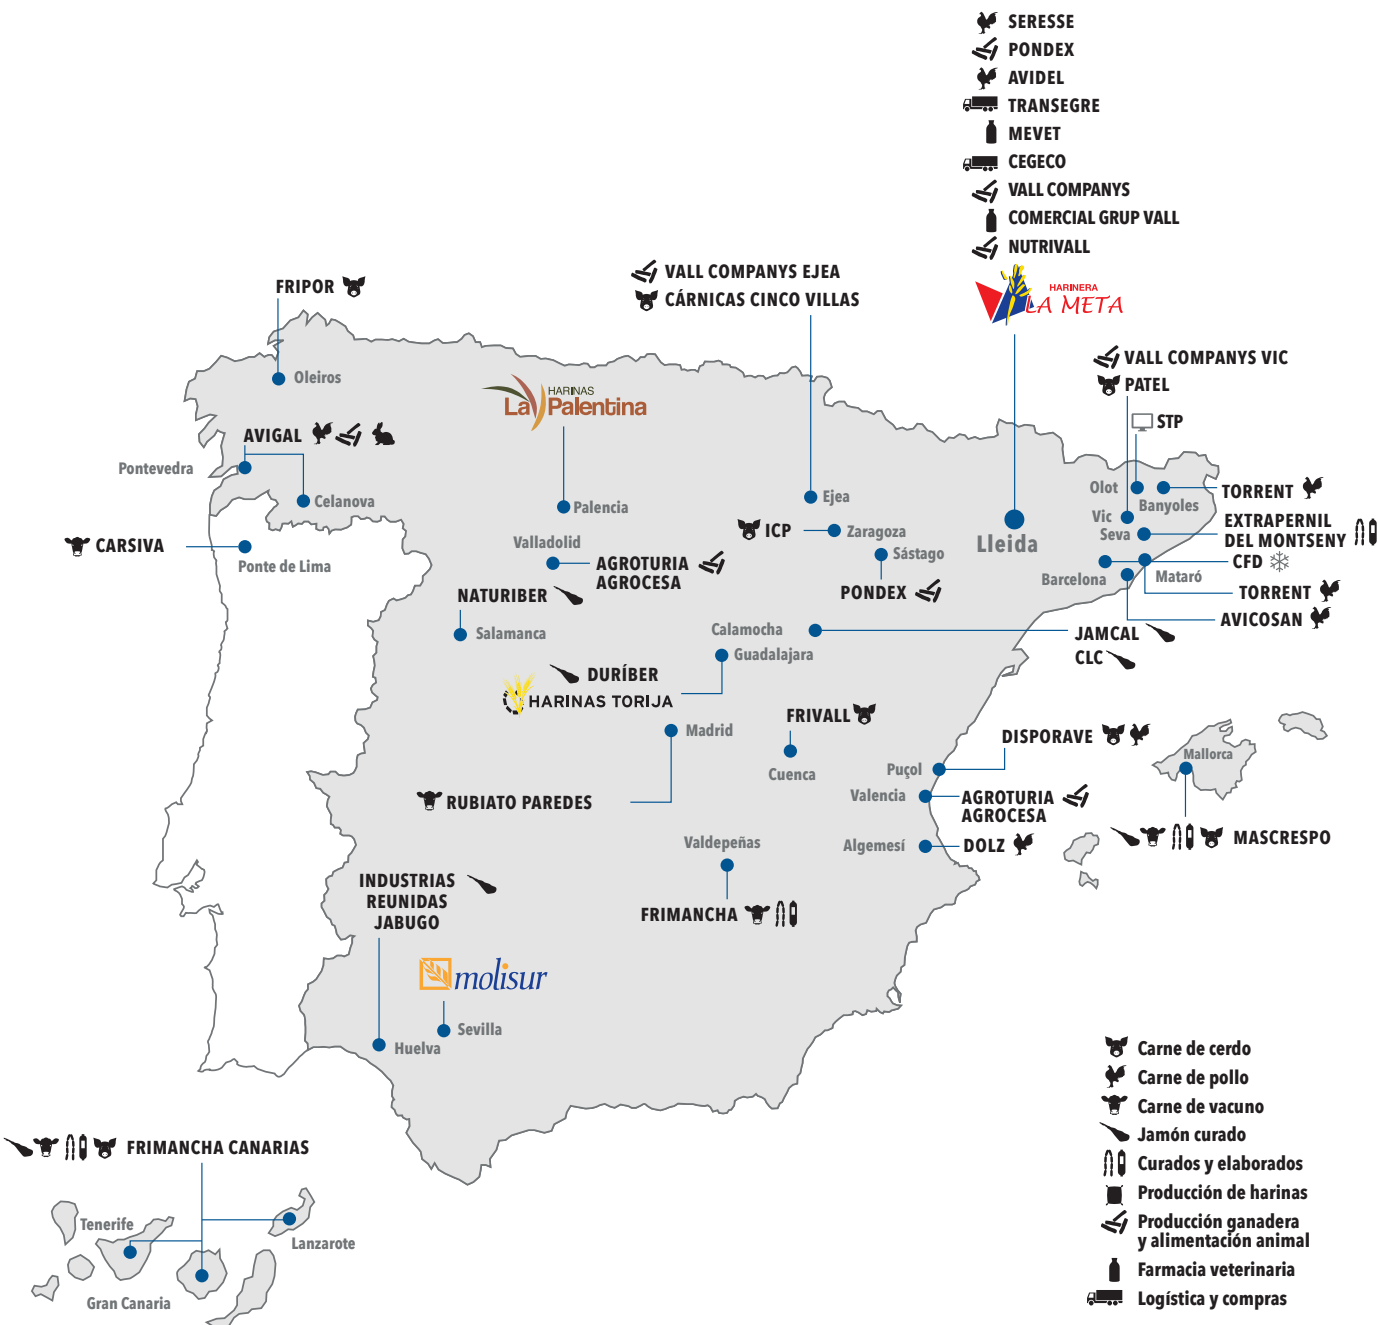 SERESSE
PONDEX
AVIDEL
TRANSEGRE
MEVET
CEGECO
VALL COMPANYS
COMERCIAL GRUP VALL
NUTRIVALL
HARINERA
LA META
FRIPOR
VALL COMPANYS EJEA
CÁRNICAS CINCO VILLAS
VALL COMPANYS VIC
PATEL
STP
Oleiros
HARINAS
La Palentina
AVIGAL
Pontevedra
Celanova
Palencia
Ejea
Olot
Banyoles
TORRENT
Vic
Seva
EXTRAPERNIL
DEL MONTSENY
CARSIVA
Ponte de Lima
Valladolid
AGROTURIA
AGROCESA
ICP
Zaragoza
Sástago
PONDEX
Lleida
CFD
Barcelona
Mataró
TORRENT
AVICOSAN
NATURIBER
Salamanca
Calamocha
JAMCAL
CLC
Guadalajara
DURÍBER
HARINAS TORIJA
Madrid
FRIVALL
Cuenca
DISPORAVE
Puçol
Mallorca
RUBIATO PAREDES
Valencia
AGROTURIA
AGROCESA
Valdepeñas
Algemesí
DOLZ
MASCRESPO
INDUSTRIAS
REUNIDAS
JABUGO
FRIMANCHA
molisur
Sevilla
Huelva
FRIMANCHA CANARIAS
Tenerife
Lanzarote
Gran Canaria
Carne de cerdo
Carne de pollo
Carne de vacuno
Jamón curado
Curados y elaborados
Producción de harinas
Producción ganadera
y alimentación animal
Farmacia veterinaria
Logística y compras